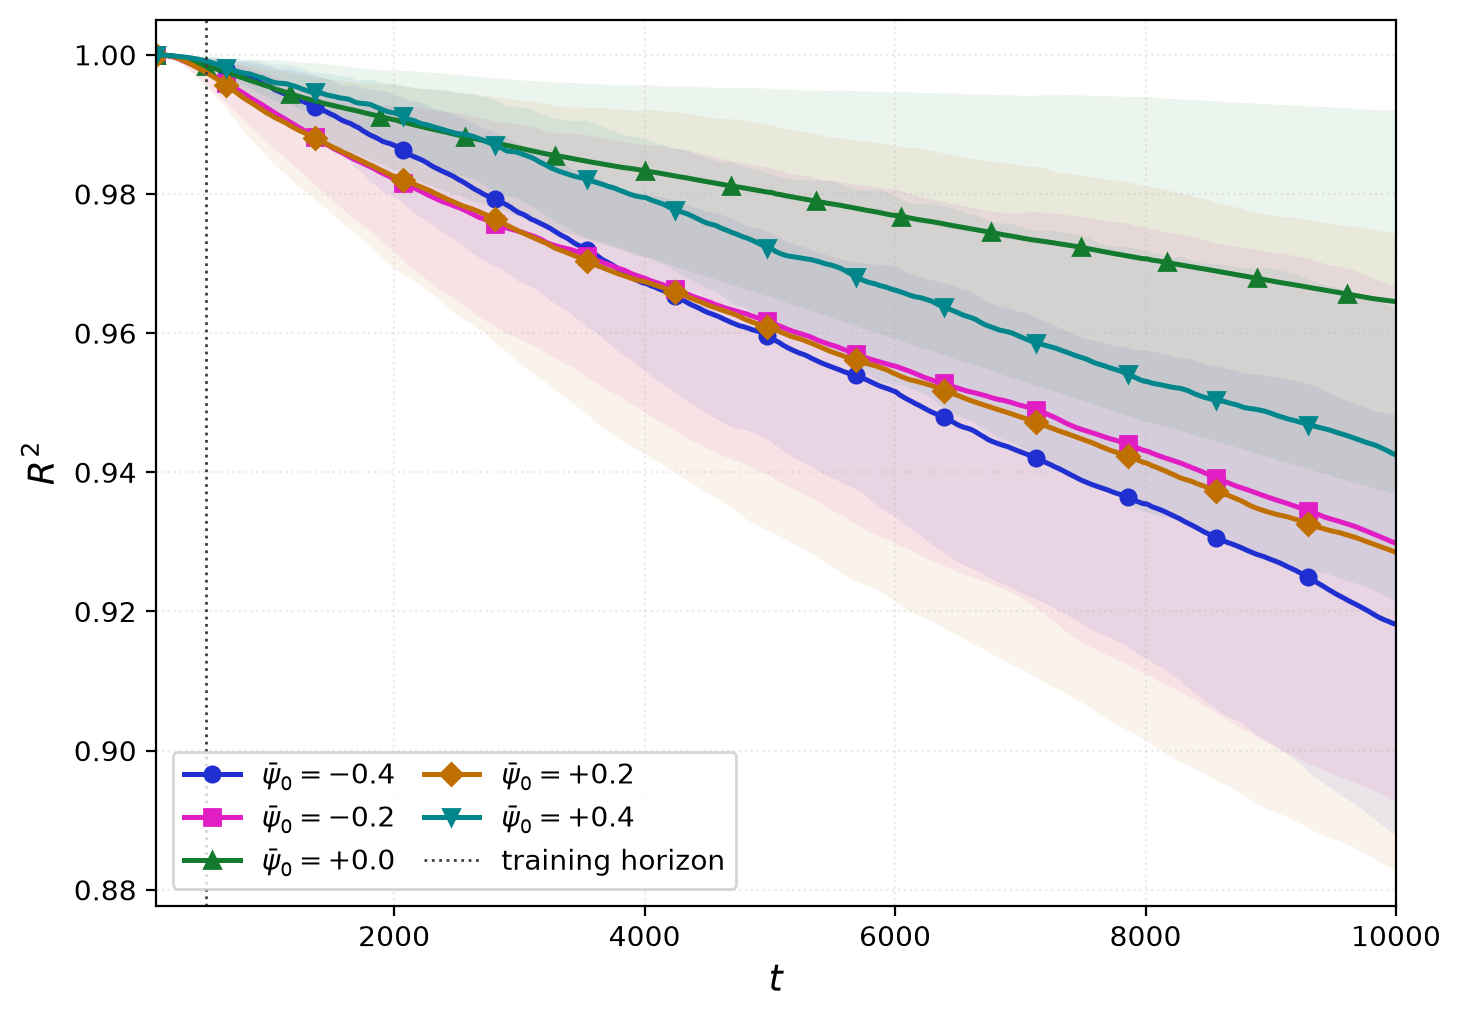 1.00
0.98
0.96
0.94
0.92
0.90
0.88
R²
ψ̄₀ = −0.4
ψ̄₀ = −0.2
ψ̄₀ = +0.0
ψ̄₀ = +0.2
ψ̄₀ = +0.4
training horizon
2000 4000 6000 8000 10000
t